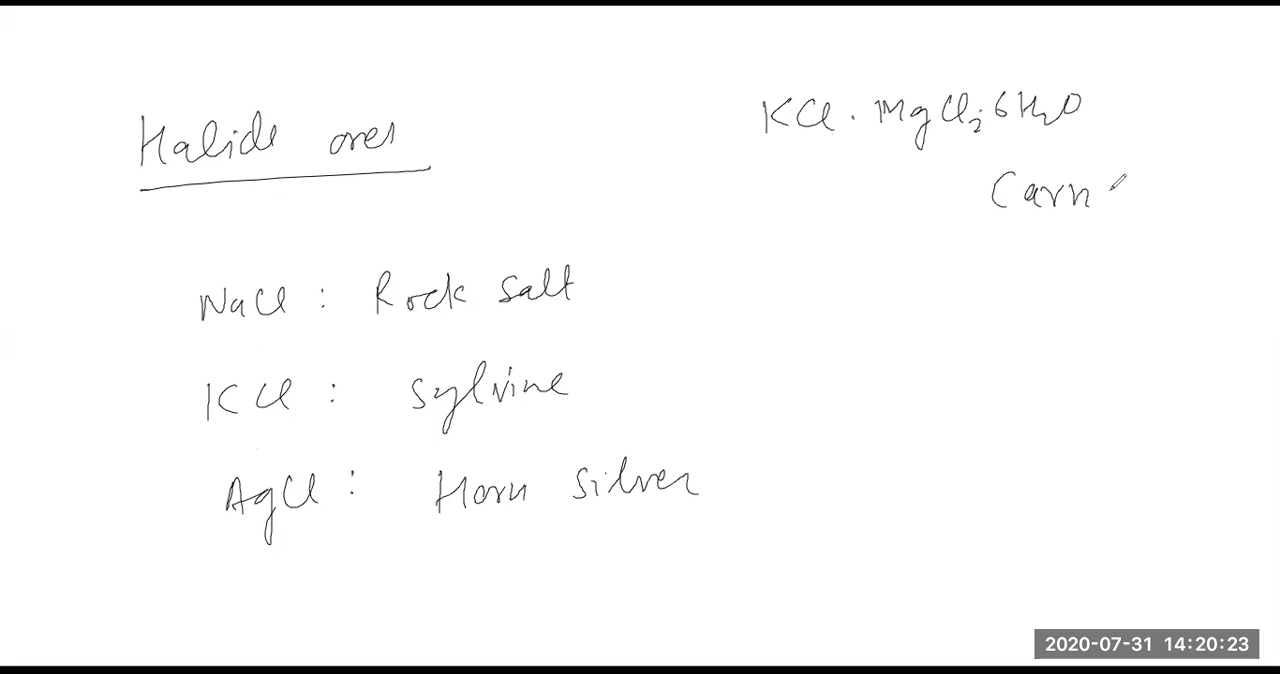 Halide ores
KCl . MgCl₂ . 6H₂O
Carn
NaCl : Rock salt
KCl : Sylvine
AgCl : Horn Silver
2020-07-31 14:20:23